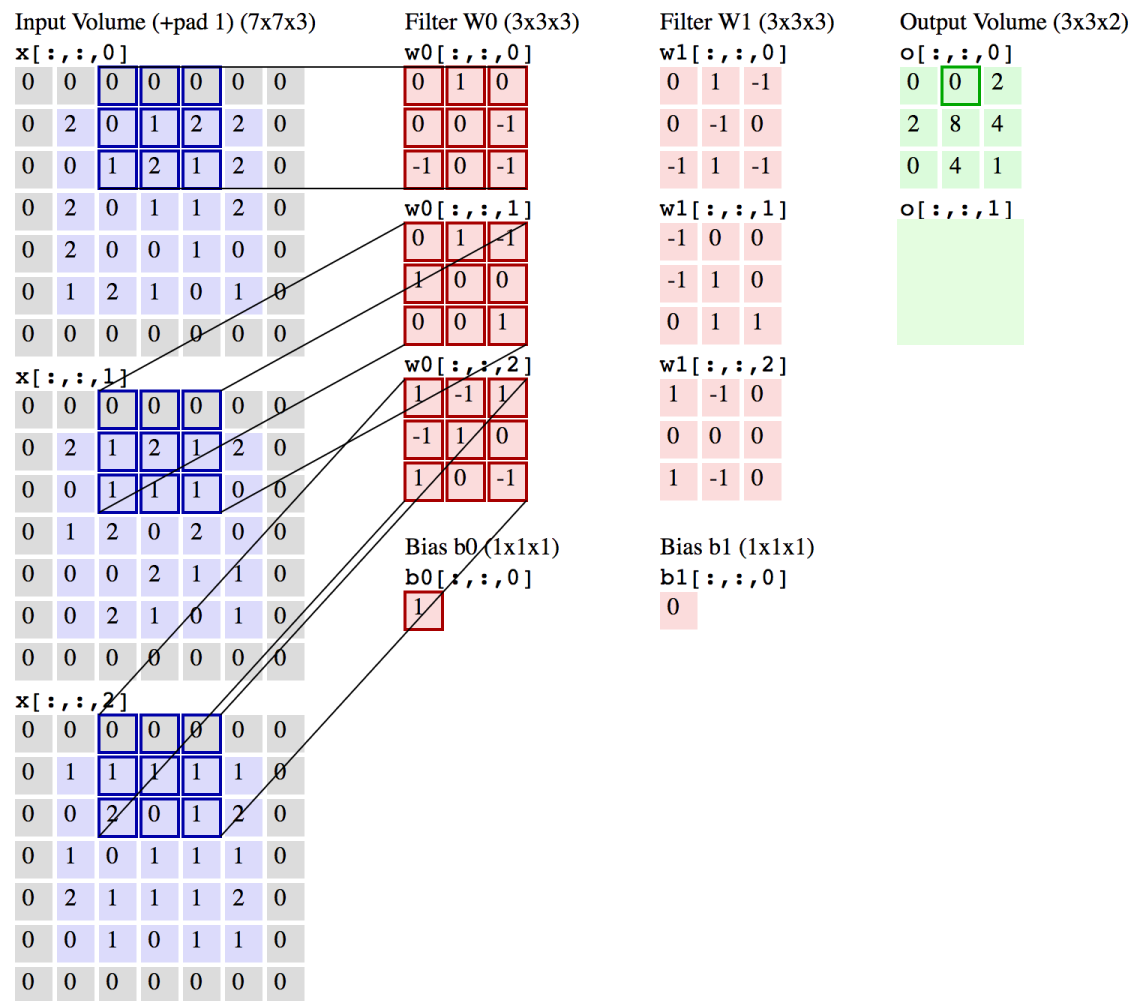 Input Volume (+pad 1) (7x7x3)
x[:,:,0]
0 0 0 0 0 0 0
0 2 0 1 2 2 0
0 0 1 2 1 2 0
0 2 0 1 1 2 0
0 2 0 0 1 0 0
0 1 2 1 0 1 0
0 0 0 0 0 0 0
x[:,:,1]
0 0 0 0 0 0 0
0 2 1 2 1 2 0
0 0 1 1 1 0 0
0 1 2 0 2 0 0
0 0 0 2 1 1 0
0 0 2 1 0 1 0
0 0 0 0 0 0 0
x[:,:,2]
0 0 0 0 0 0 0
0 1 1 1 1 1 0
0 0 2 0 1 2 0
0 1 0 1 1 1 0
0 2 1 1 1 2 0
0 0 1 0 1 1 0
0 0 0 0 0 0 0
Filter W0 (3x3x3)
w0[:,:,0]
0 1 0
0 0 -1
-1 0 -1
w0[:,:,1]
0 1 -1
1 0 0
0 0 1
w0[:,:,2]
1 -1 1
-1 1 0
1 0 -1
Bias b0 (1x1x1)
b0[:,:,0]
1
Filter W1 (3x3x3)
w1[:,:,0]
0 1 -1
0 -1 0
-1 1 -1
w1[:,:,1]
-1 0 0
-1 1 0
0 1 1
w1[:,:,2]
1 -1 0
0 0 0
1 -1 0
Bias b1 (1x1x1)
b1[:,:,0]
0
Output Volume (3x3x2)
o[:,:,0]
0 0 2
2 8 4
0 4 1
o[:,:,1]